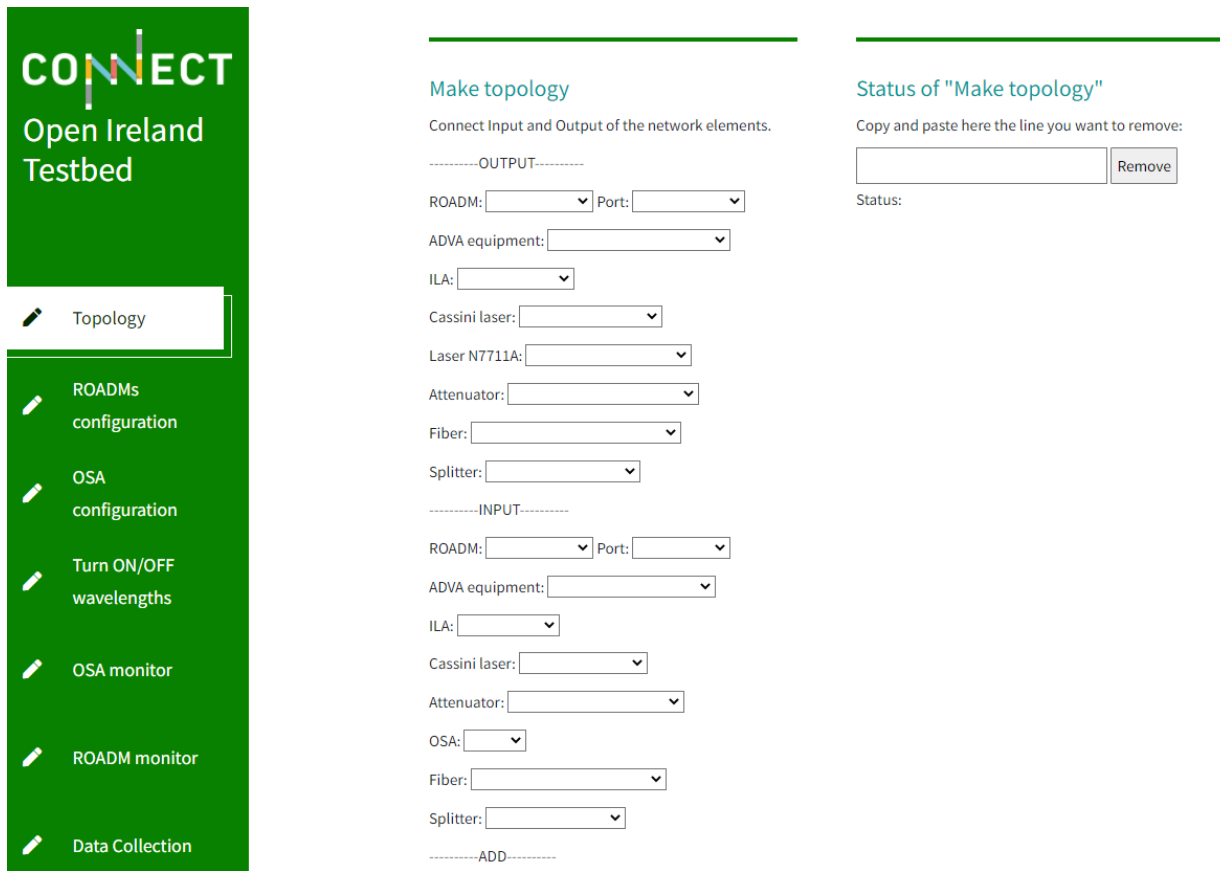 CONNECT
Open Ireland
Testbed
Topology
ROADMs
configuration
OSA
configuration
Turn ON/OFF
wavelengths
OSA monitor
ROADM monitor
Data Collection
Make topology
Connect Input and Output of the network elements.
----------OUTPUT----------
ROADM: Port:
ADVA equipment:
ILA:
Cassini laser:
Laser N7711A:
Attenuator:
Fiber:
Splitter:
----------INPUT----------
ROADM: Port:
ADVA equipment:
ILA:
Cassini laser:
Attenuator:
OSA:
Fiber:
Splitter:
----------ADD----------
Status of "Make topology"
Copy and paste here the line you want to remove:
Remove
Status: